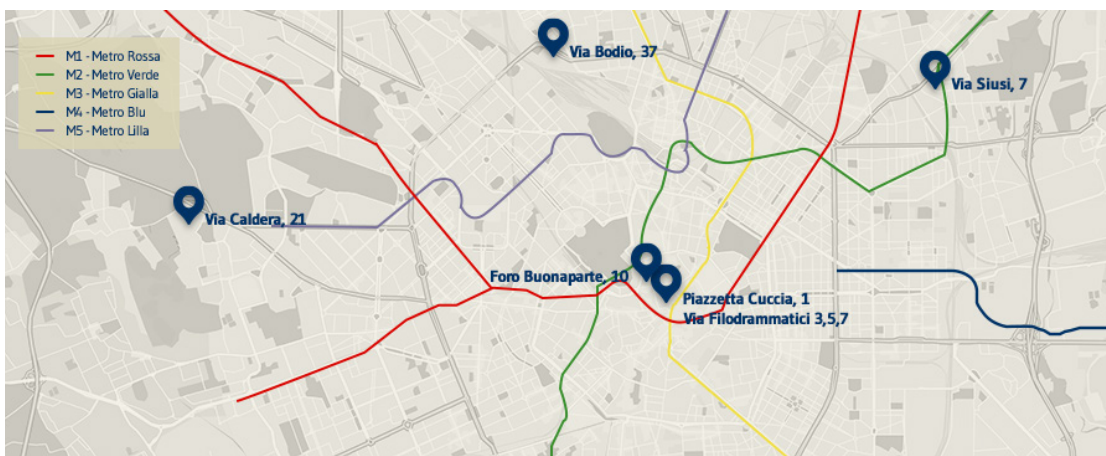 M1 - Metro Rossa
M2 - Metro Verde
M3 - Metro Gialla
M4 - Metro Blu
M5 - Metro Lilla
Via Bodio, 37
Via Siusi, 7
Via Caldera, 21
Foro Buonaparte, 10
Piazzetta Cuccia, 1
Via Filodrammatici 3,5,7